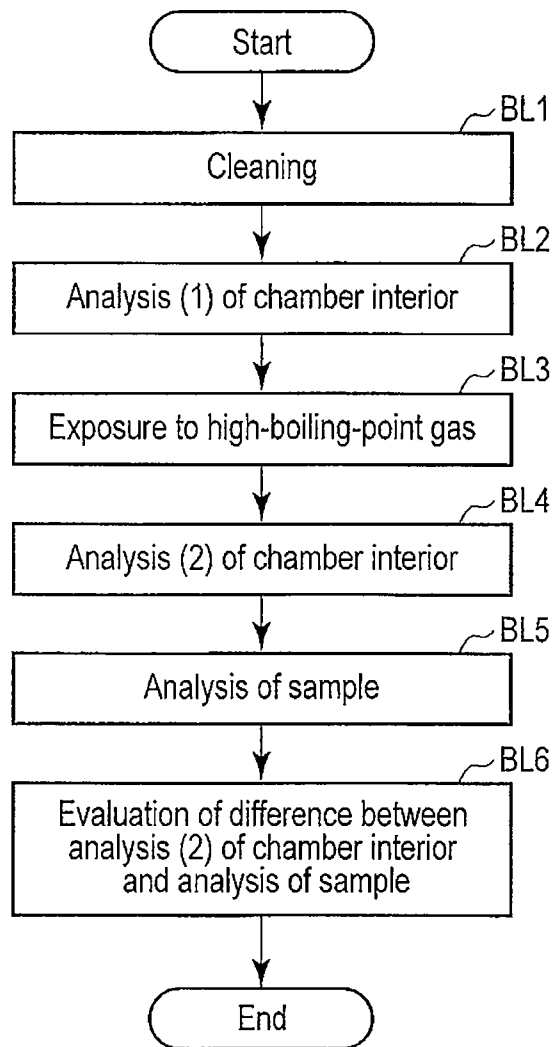 Start
BL1
Cleaning
BL2
Analysis (1) of chamber interior
BL3
Exposure to high-boiling-point gas
BL4
Analysis (2) of chamber interior
BL5
Analysis of sample
BL6
Evaluation of difference between
analysis (2) of chamber interior
and analysis of sample
End